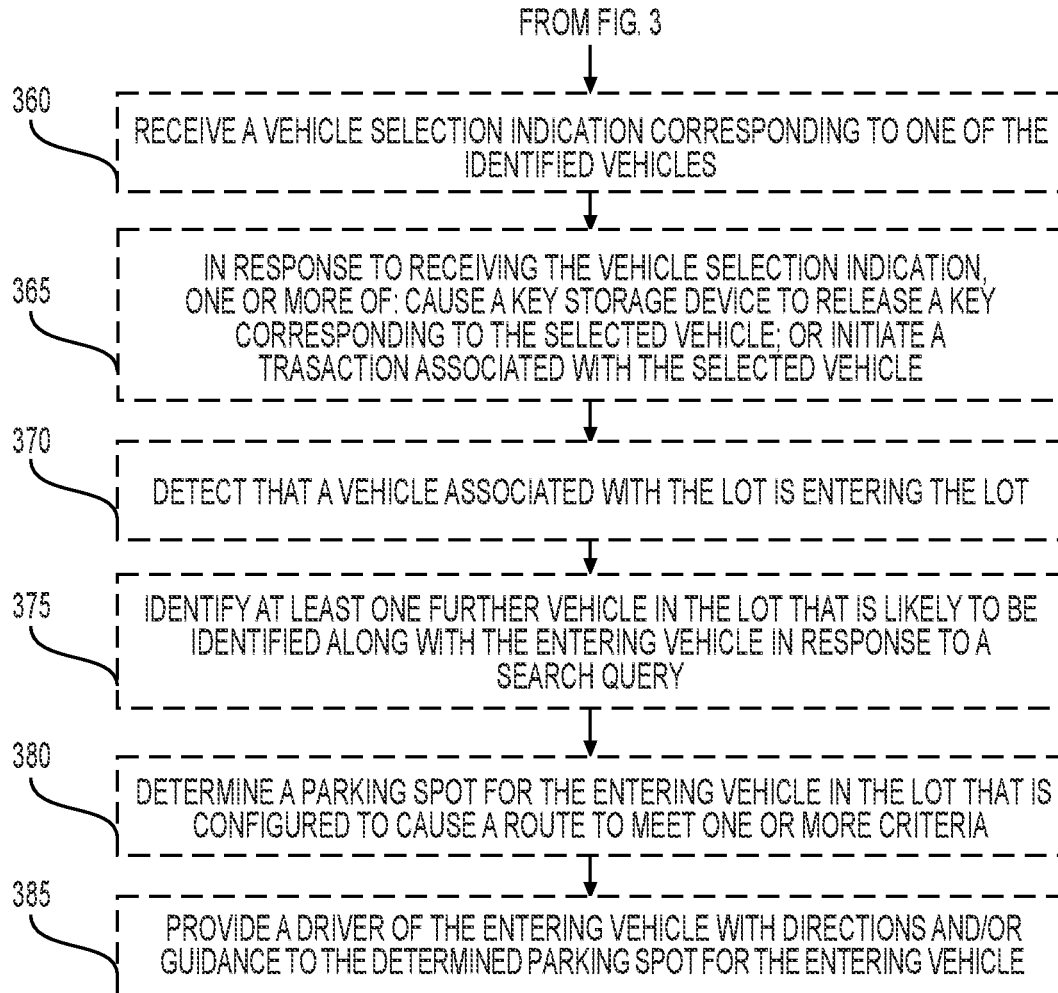 FROM FIG. 3
360
RECEIVE A VEHICLE SELECTION INDICATION CORRESPONDING TO ONE OF THE
IDENTIFIED VEHICLES
365
IN RESPONSE TO RECEIVING THE VEHICLE SELECTION INDICATION,
ONE OR MORE OF: CAUSE A KEY STORAGE DEVICE TO RELEASE A KEY
CORRESPONDING TO THE SELECTED VEHICLE; OR INITIATE A
TRASACTION ASSOCIATED WITH THE SELECTED VEHICLE
370
DETECT THAT A VEHICLE ASSOCIATED WITH THE LOT IS ENTERING THE LOT
375
IDENTIFY AT LEAST ONE FURTHER VEHICLE IN THE LOT THAT IS LIKELY TO BE
IDENTIFIED ALONG WITH THE ENTERING VEHICLE IN RESPONSE TO A
SEARCH QUERY
380
DETERMINE A PARKING SPOT FOR THE ENTERING VEHICLE IN THE LOT THAT IS
CONFIGURED TO CAUSE A ROUTE TO MEET ONE OR MORE CRITERIA
385
PROVIDE A DRIVER OF THE ENTERING VEHICLE WITH DIRECTIONS AND/OR
GUIDANCE TO THE DETERMINED PARKING SPOT FOR THE ENTERING VEHICLE